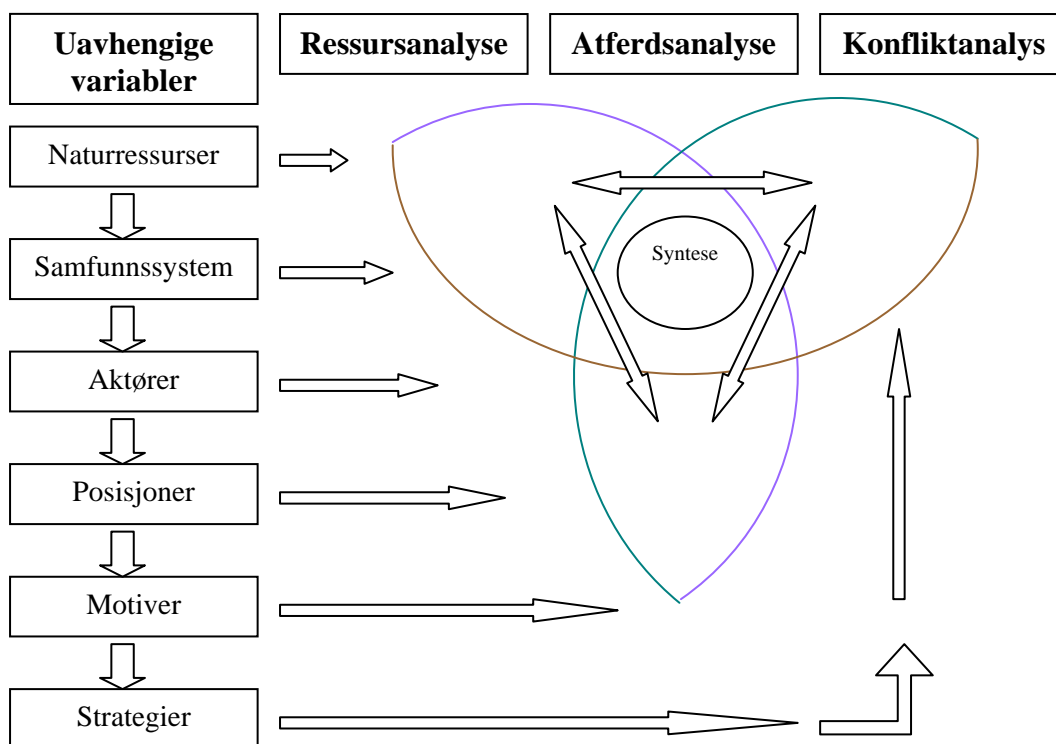 Uavhengige
variabler
Ressursanalyse
Atferdsanalyse
Konfliktanalys
Naturressurser
Samfunnssystem
Syntese
Aktører
Posisjoner
Motiver
Strategier